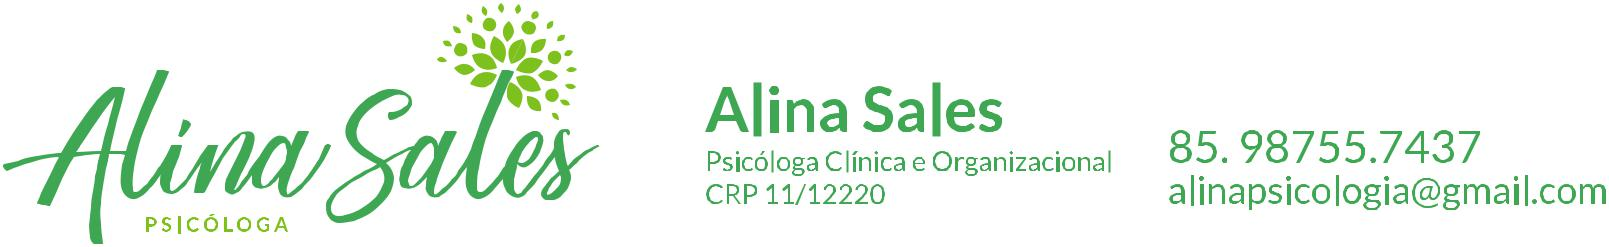 Alina Sales
PSICÓLOGA
Alina Sales
Psicóloga Clínica e Organizacional
CRP 11/12220
85. 98755.7437
alinapsicologia@gmail.com